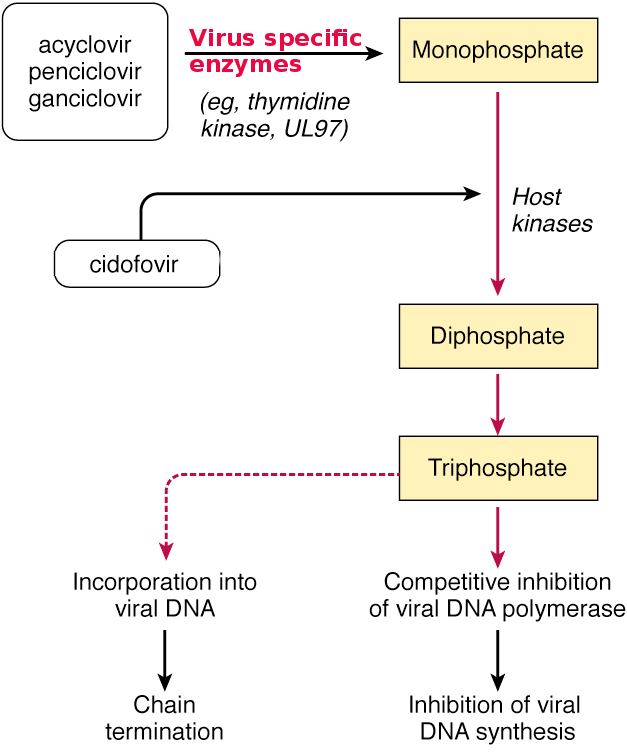 acyclovir
penciclovir
ganciclovir
Virus specific
enzymes
(eg, thymidine
kinase, UL97)
Monophosphate
Host
kinases
cidofovir
Diphosphate
Triphosphate
Incorporation into
viral DNA
Competitive inhibition
of viral DNA polymerase
Chain
termination
Inhibition of viral
DNA synthesis